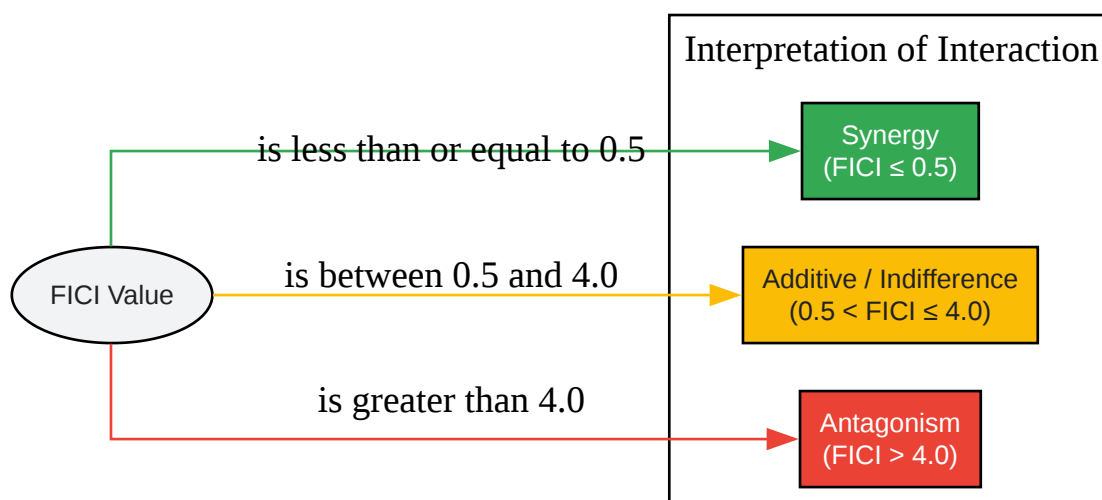 Interpretation of Interaction
is less than or equal to 0.5
Synergy
(FICI ≤ 0.5)
FICI Value
is between 0.5 and 4.0
Additive / Indifference
(0.5 < FICI ≤ 4.0)
is greater than 4.0
Antagonism
(FICI > 4.0)